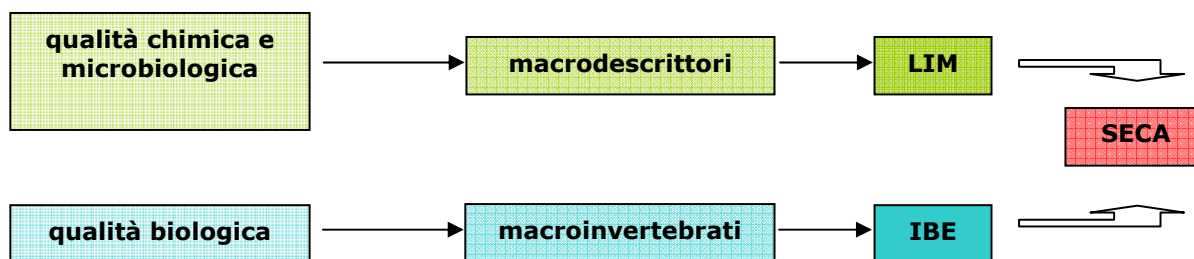 qualità chimica e
microbiologica
macrodescrittori
LIM
SECA
qualità biologica
macroinvertebrati
IBE